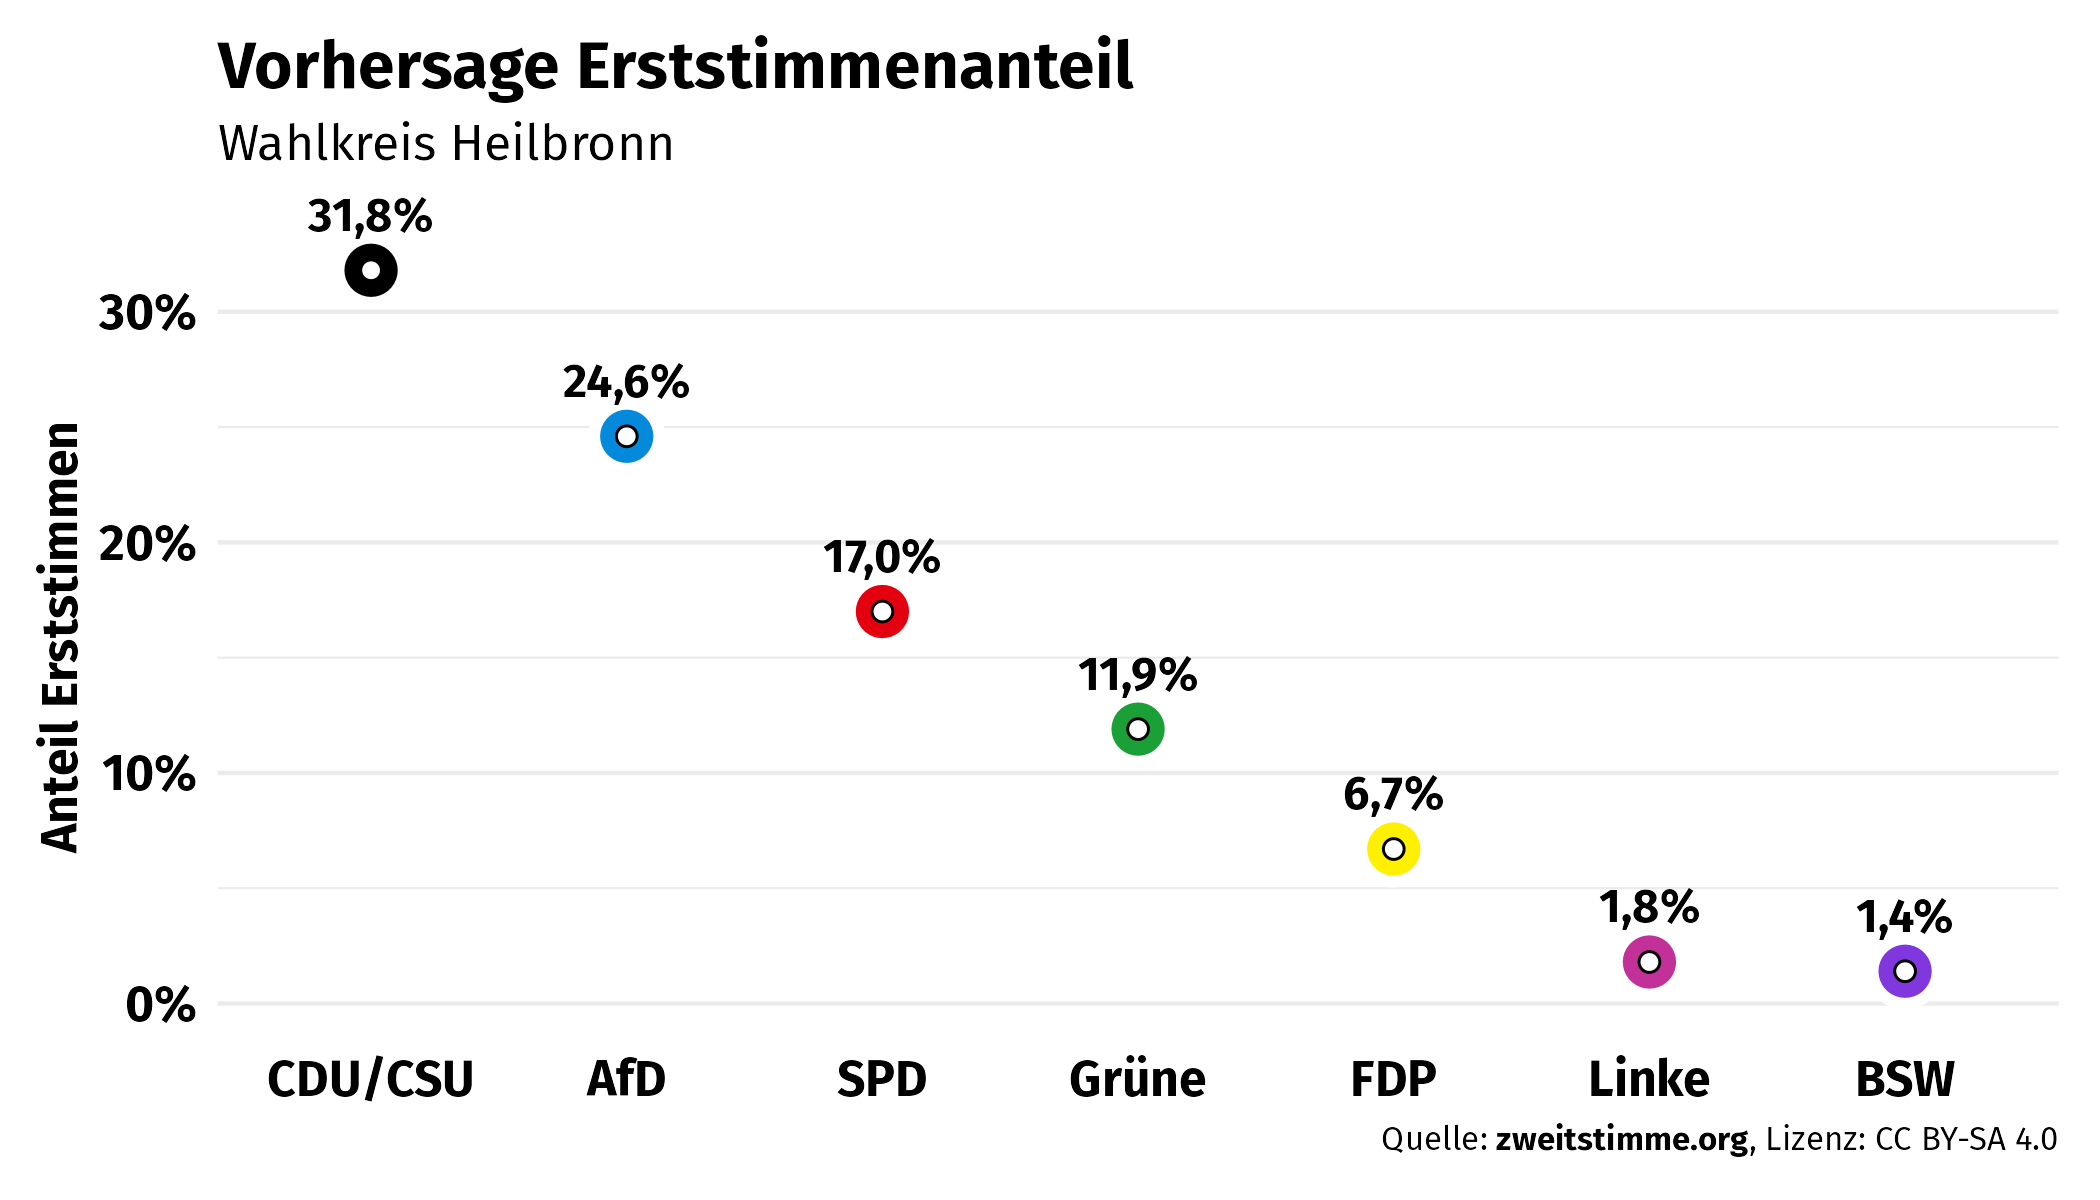 Vorhersage Erststimmenanteil
Wahlkreis Heilbronn
Anteil Erststimmen
30%
20%
10%
0%
31,8%
24,6%
17,0%
11,9%
6,7%
1,8%
1,4%
CDU/CSU AfD SPD Grüne FDP Linke BSW
Quelle: zweitstimme.org, Lizenz: CC BY-SA 4.0